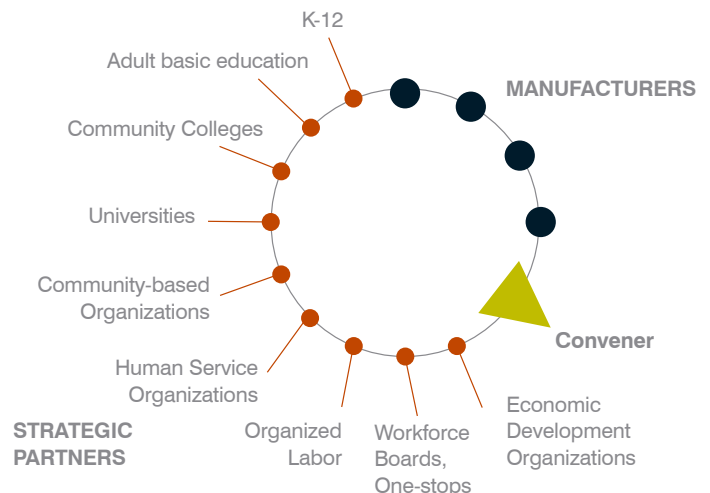 K-12
Adult basic education
MANUFACTURERS
Community Colleges
Universities
Community-based
Organizations
Convener
Human Service
Organizations
Economic
Development
Organizations
STRATEGIC
PARTNERS
Organized
Labor
Workforce
Boards,
One-stops